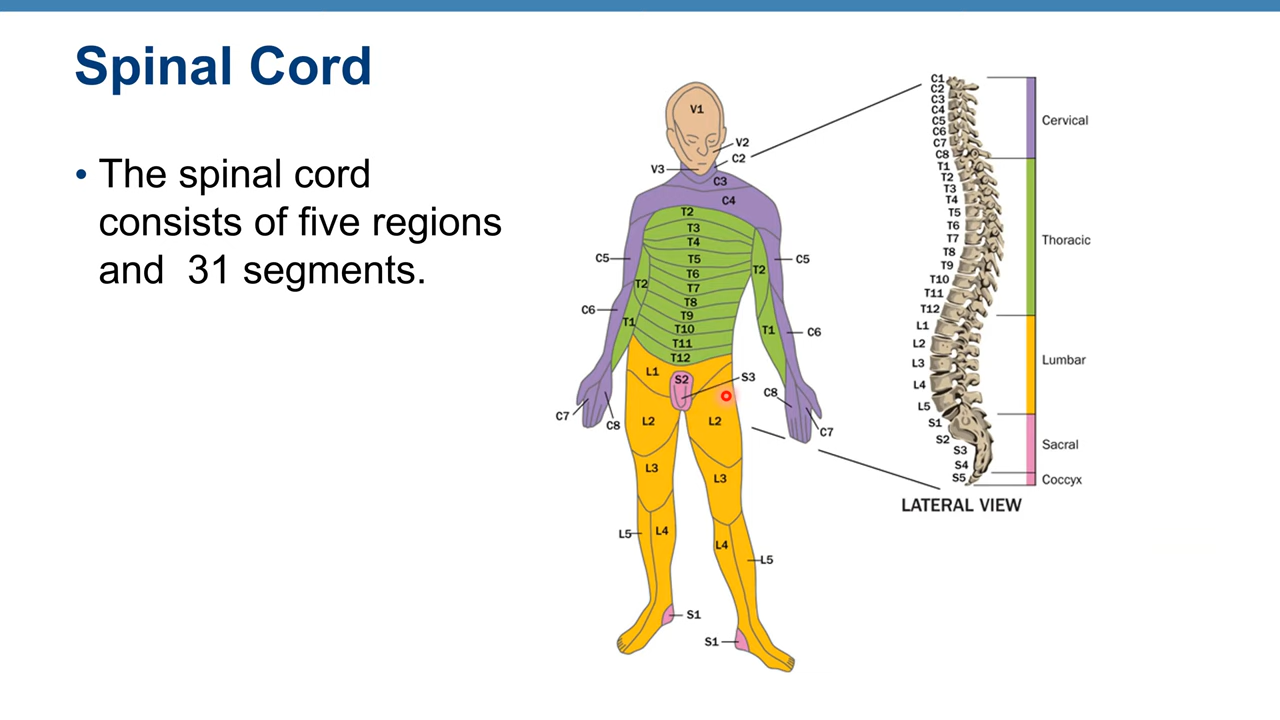 Spinal Cord
• The spinal cord
consists of five regions
and 31 segments.
V1
V2
C2
V3
C3
C4
T2
T3
T4
C5
T5
C5
T6
T2
T2
T7
T8
C6
T9
T1
T10
T1
C6
T11
T12
L1
S2
S3
C8
C7
C8
L2
L2
C7
L3
L3
L5
L4
L4
L5
S1
S1
C1
C2
C3
C4
C5
C6
C7
C8
T1
T2
T3
T4
T5
T6
T7
T8
T9
T10
T11
T12
L1
L2
L3
L4
L5
S1
S2
S3
S4
S5
Cervical
Thoracic
Lumbar
Sacral
Coccyx
LATERAL VIEW